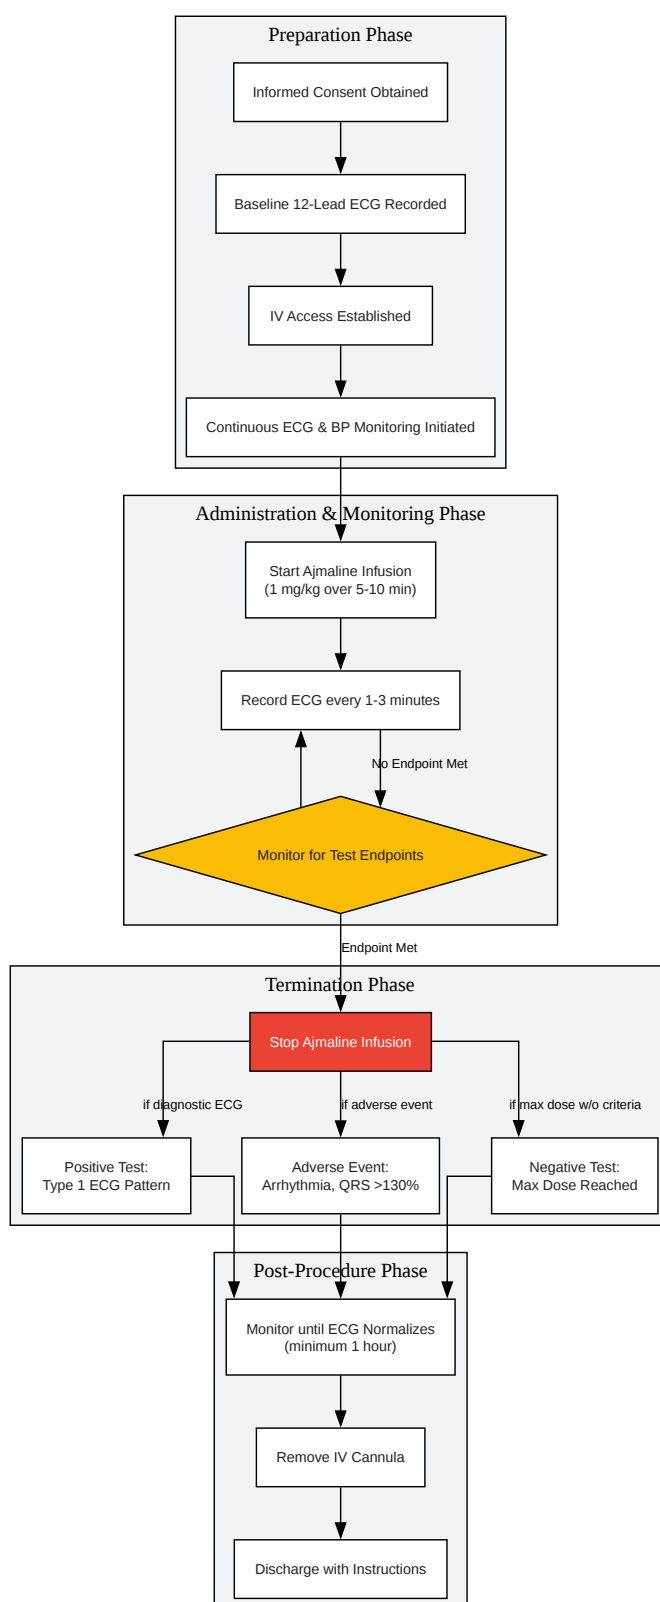 Preparation Phase
Informed Consent Obtained
Baseline 12-Lead ECG Recorded
IV Access Established
Continuous ECG & BP Monitoring Initiated
Administration & Monitoring Phase
Start Ajmaline Infusion
(1 mg/kg over 5-10 min)
Record ECG every 1-3 minutes
No Endpoint Met
Monitor for Test Endpoints
Endpoint Met
Termination Phase
Stop Ajmaline Infusion
if diagnostic ECG
if adverse event
if max dose w/o criteria
Positive Test:
Type 1 ECG Pattern
Adverse Event:
Arrhythmia, QRS >130%
Negative Test:
Max Dose Reached
Post-Procedure Phase
Monitor until ECG Normalizes
(minimum 1 hour)
Remove IV Cannula
Discharge with Instructions